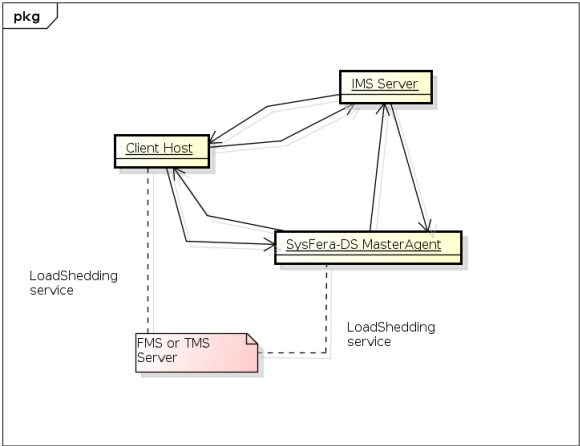 pkg
IMS Server
Client Host
SysFera-DS MasterAgent
LoadShedding
service
LoadShedding
service
FMS or TMS
Server